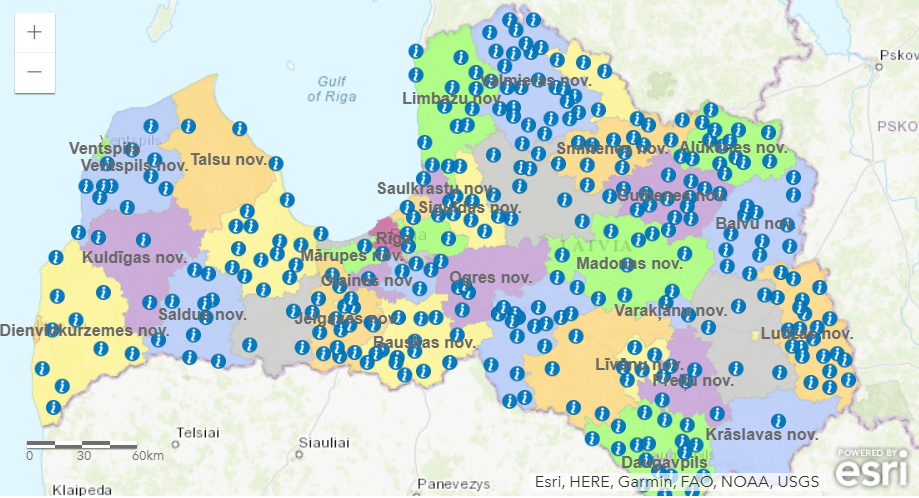 +
−
Gulf
of Riga
Pskov
PSKO
Valmieras nov.
Limbažu nov.
Ventspils
Ventspils nov.
Talsu nov.
Smiltenes nov.
Alūksnes nov.
Saulkrastu nov.
Siguldas nov.
Gulbenes nov.
Balvu nov.
Rīga
LATVIA
Kuldīgas nov.
Mārupes nov.
Madonas nov.
Olaines nov.
Ogres nov.
Saldus nov.
Dienvidkurzemes nov.
Jelgavas nov.
Varakļānu nov.
Ludzas nov.
Bauskas nov.
Līvānu nov.
Preiļu nov.
Krāslavas nov.
Daugavpils
0 30 60km
Telsiai
Siauliai
Klaipeda
Panevezys
POWERED BY
esri
Esri, HERE, Garmin, FAO, NOAA, USGS